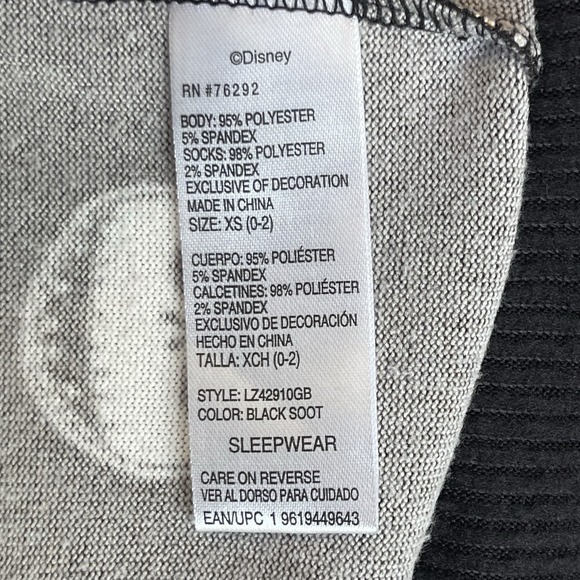 ©Disney
RN #76292
BODY: 95% POLYESTER
5% SPANDEX
SOCKS: 98% POLYESTER
2% SPANDEX
EXCLUSIVE OF DECORATION
MADE IN CHINA
SIZE: XS (0-2)
CUERPO: 95% POLIÉSTER
5% SPANDEX
CALCETINES: 98% POLIÉSTER
2% SPANDEX
EXCLUSIVO DE DECORACIÓN
HECHO EN CHINA
TALLA: XCH (0-2)
STYLE: LZ42910GB
COLOR: BLACK SOOT
SLEEPWEAR
CARE ON REVERSE
VER AL DORSO PARA CUIDADO
EAN/UPC 1 9619449643